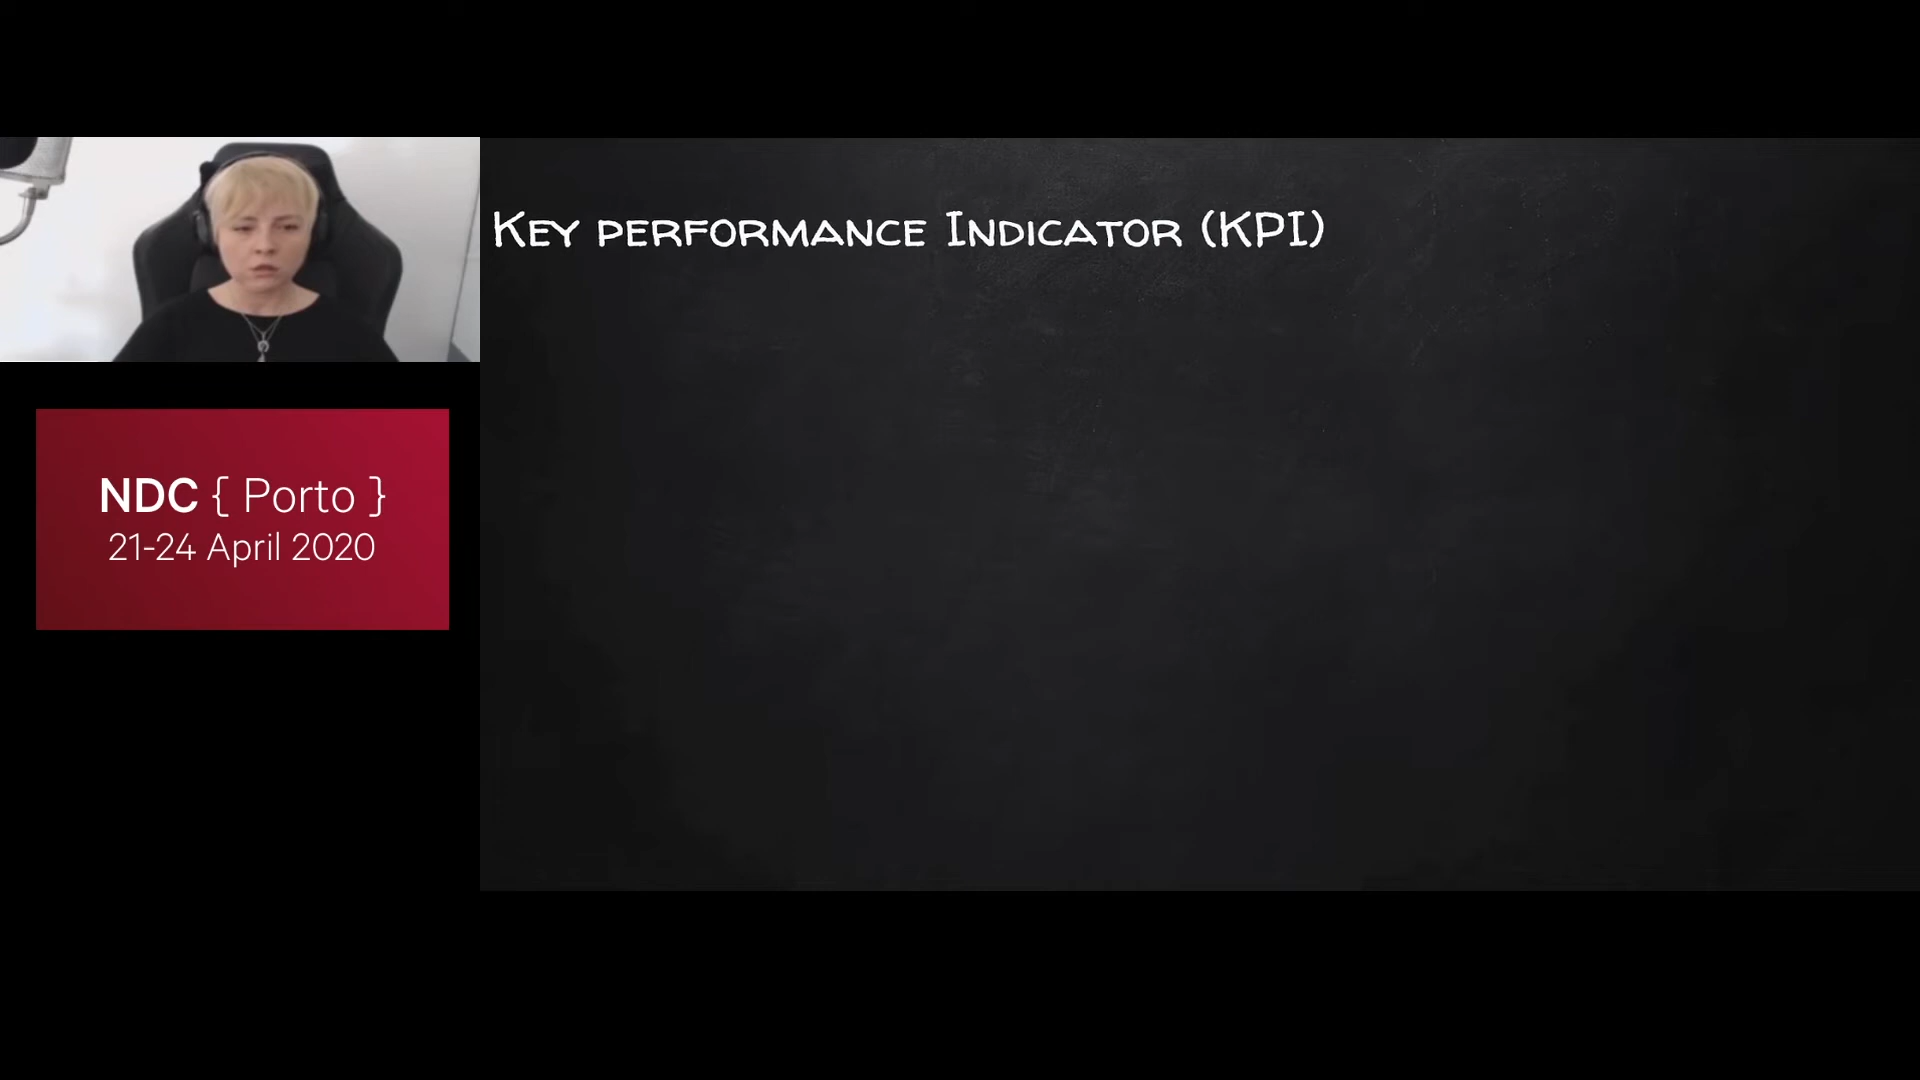 Key performance Indicator (KPI)
NDC { Porto }
21-24 April 2020